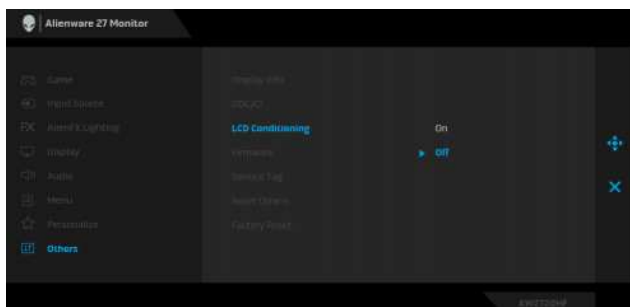 Alienware 27 Monitor
Game
Display Info
Input Source
DDC/CI
AlienFX Lighting
LCD Conditioning
On
Display
Firmware
Off
Audio
Service Tag
Menu
Reset Others
Personalize
Factory Reset
Others